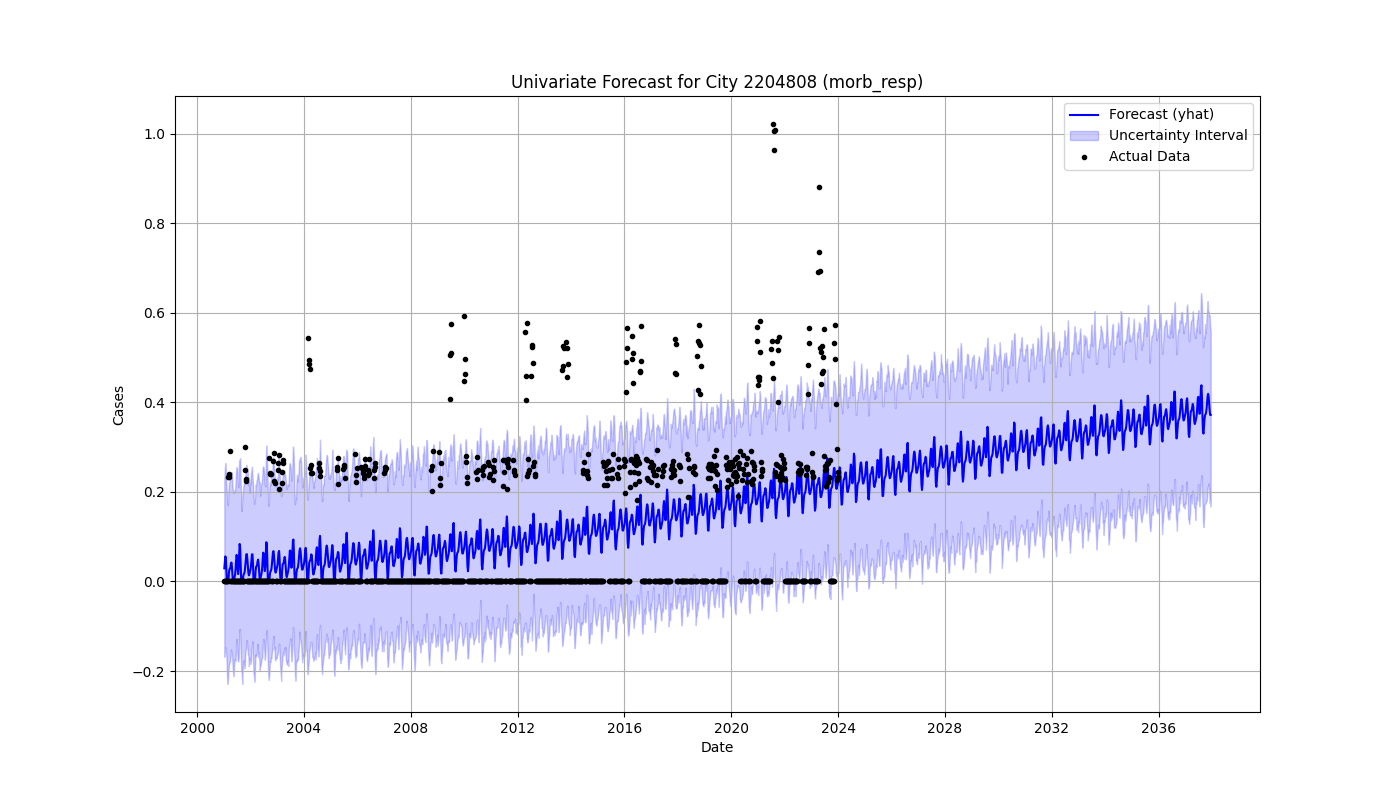 Univariate Forecast for City 2204808 (morb_resp)
Forecast (yhat)
Uncertainty Interval
Actual Data
Cases
1.0
0.8
0.6
0.4
0.2
0.0
−0.2
2000 2004 2008 2012 2016 2020 2024 2028 2032 2036
Date